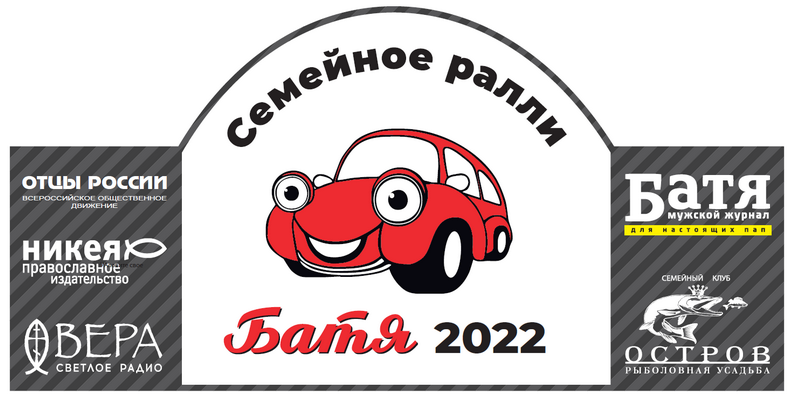 Семейное ралли
Батя 2022
ОТЦЫ РОССИИ
ВСЕРОССИЙСКОЕ ОБЩЕСТВЕННОЕ
ДВИЖЕНИЕ
никея
православное
издательство
ВЕРА
СВЕТЛОЕ РАДИО
Батя
мужской журнал
для настоящих пап
СЕМЕЙНЫЙ КЛУБ
ОСТРОВ
РЫБОЛОВНАЯ УСАДЬБА